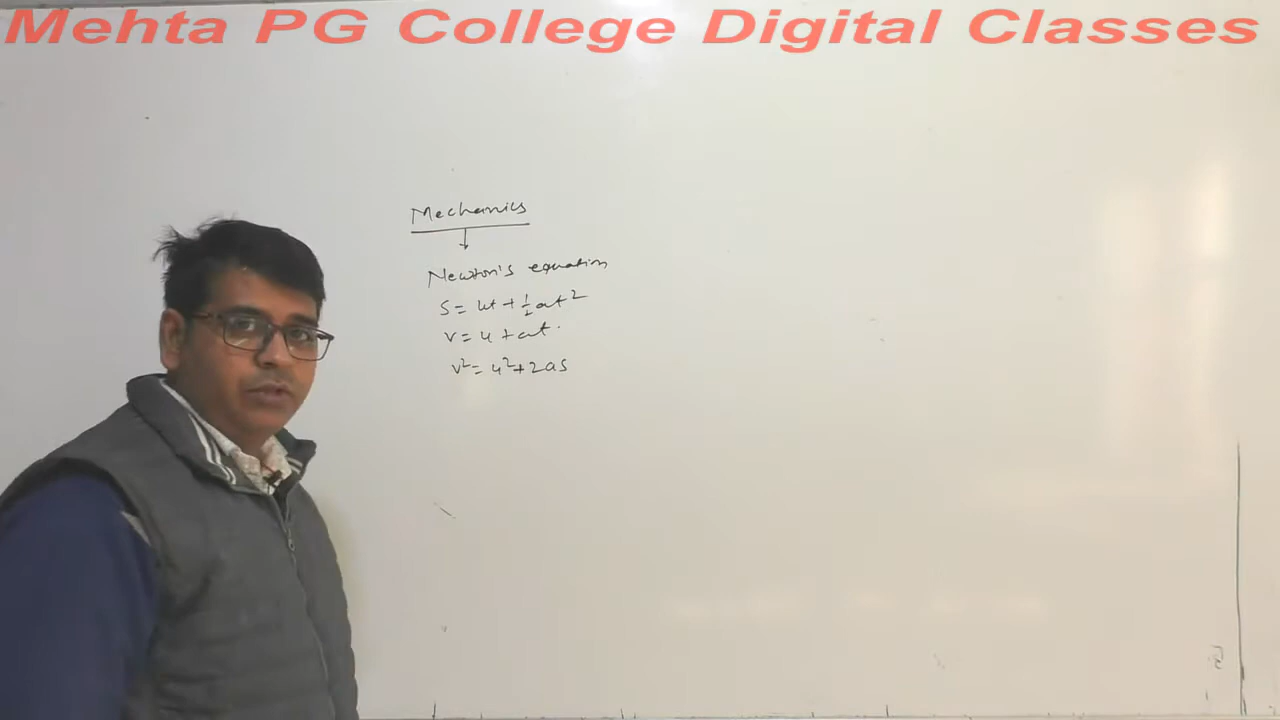 Mehta PG College Digital Classes
Mechanics
Newton's equation
S = ut + ½at²
v = u + at.
v² = u² + 2as